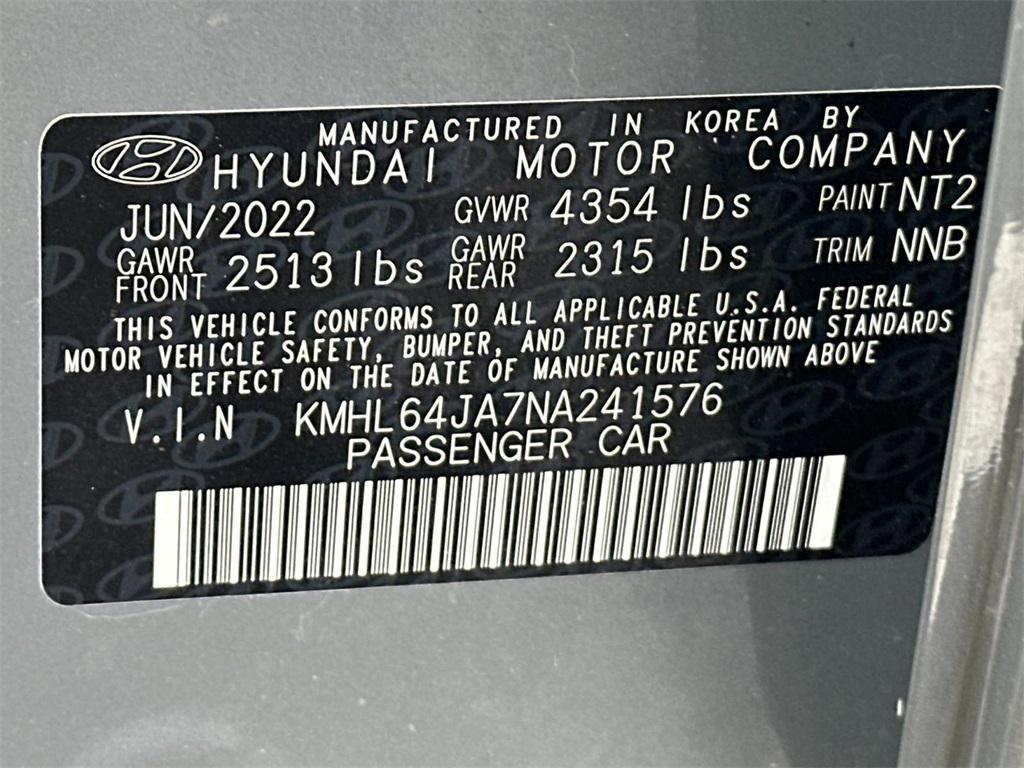 MANUFACTURED IN KOREA BY
HYUNDAI MOTOR COMPANY
JUN/2022 GVWR 4354 lbs PAINT NT2
GAWR FRONT 2513 lbs GAWR REAR 2315 lbs TRIM NNB
THIS VEHICLE CONFORMS TO ALL APPLICABLE U.S.A. FEDERAL
MOTOR VEHICLE SAFETY, BUMPER, AND THEFT PREVENTION STANDARDS
IN EFFECT ON THE DATE OF MANUFACTURE SHOWN ABOVE
V.I.N KMHL64JA7NA241576
PASSENGER CAR